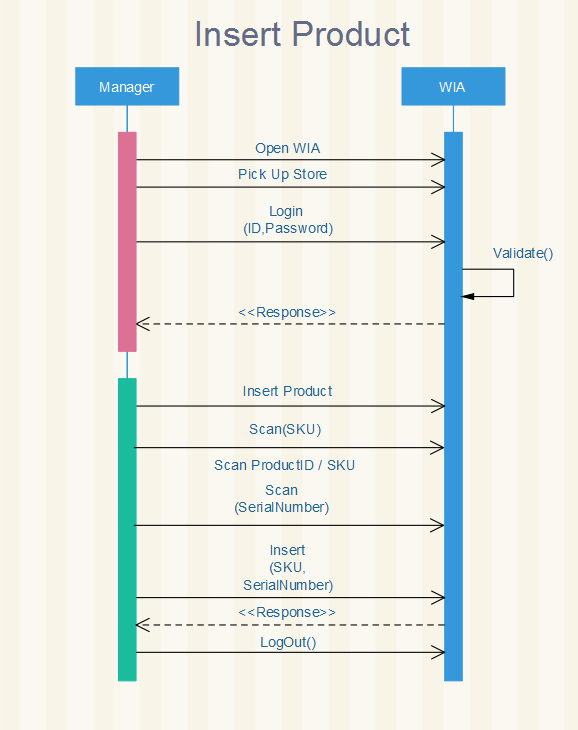 Insert Product
Manager
WIA
Open WIA
Pick Up Store
Login
(ID,Password)
Validate()
<<Response>>
Insert Product
Scan(SKU)
Scan ProductID / SKU
Scan
(SerialNumber)
Insert
(SKU,
SerialNumber)
<<Response>>
LogOut()